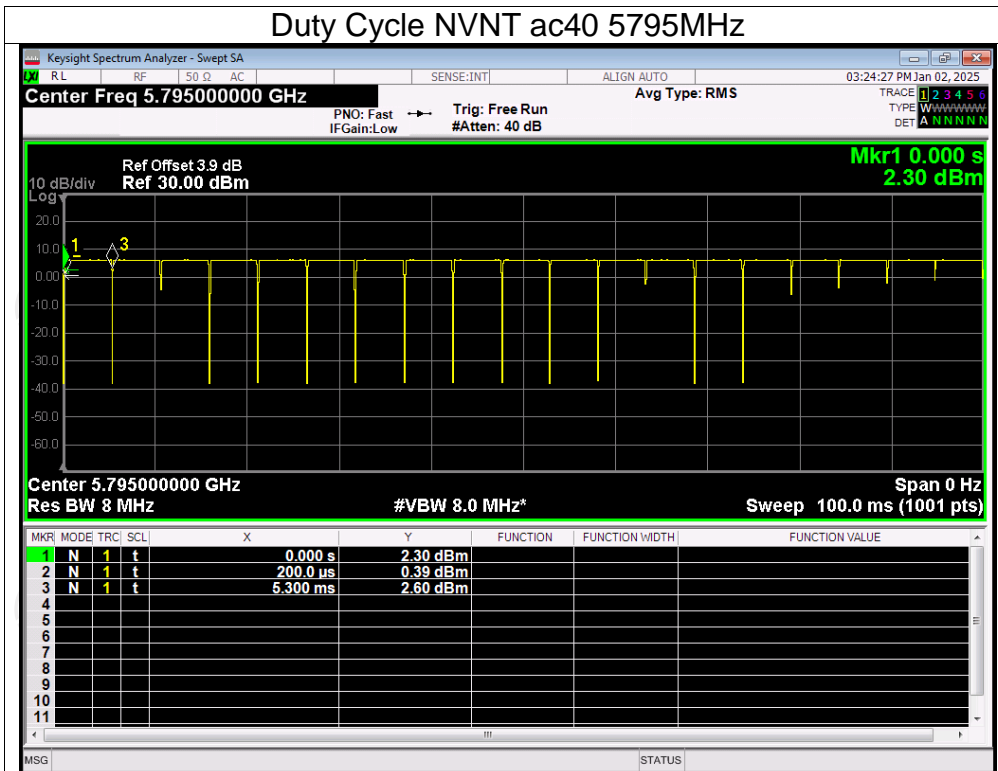 Duty Cycle NVNT ac40 5795MHz
Keysight Spectrum Analyzer - Swept SA
LXI RL RF 50 Ω AC SENSE:INT ALIGN AUTO 03:24:27 PM Jan 02, 2025
Center Freq 5.795000000 GHz Avg Type: RMS TRACE 1 2 3 4 5 6
PNO: Fast Trig: Free Run TYPE WWWWWW
IFGain:Low #Atten: 40 dB DET A N N N N N
Mkr1 0.000 s
Ref Offset 3.9 dB
10 dB/div Ref 30.00 dBm 2.30 dBm
Log
20.0
10.0 1 3
0.00
-10.0
-20.0
-30.0
-40.0
-50.0
-60.0
Center 5.795000000 GHz Span 0 Hz
Res BW 8 MHz #VBW 8.0 MHz* Sweep 100.0 ms (1001 pts)
MKR MODE TRC SCL X Y FUNCTION FUNCTION WIDTH FUNCTION VALUE
1 N 1 t 0.000 s 2.30 dBm
2 N 1 t 200.0 µs 0.39 dBm
3 N 1 t 5.300 ms 2.60 dBm
4
5
6
7
8
9
10
11
MSG STATUS